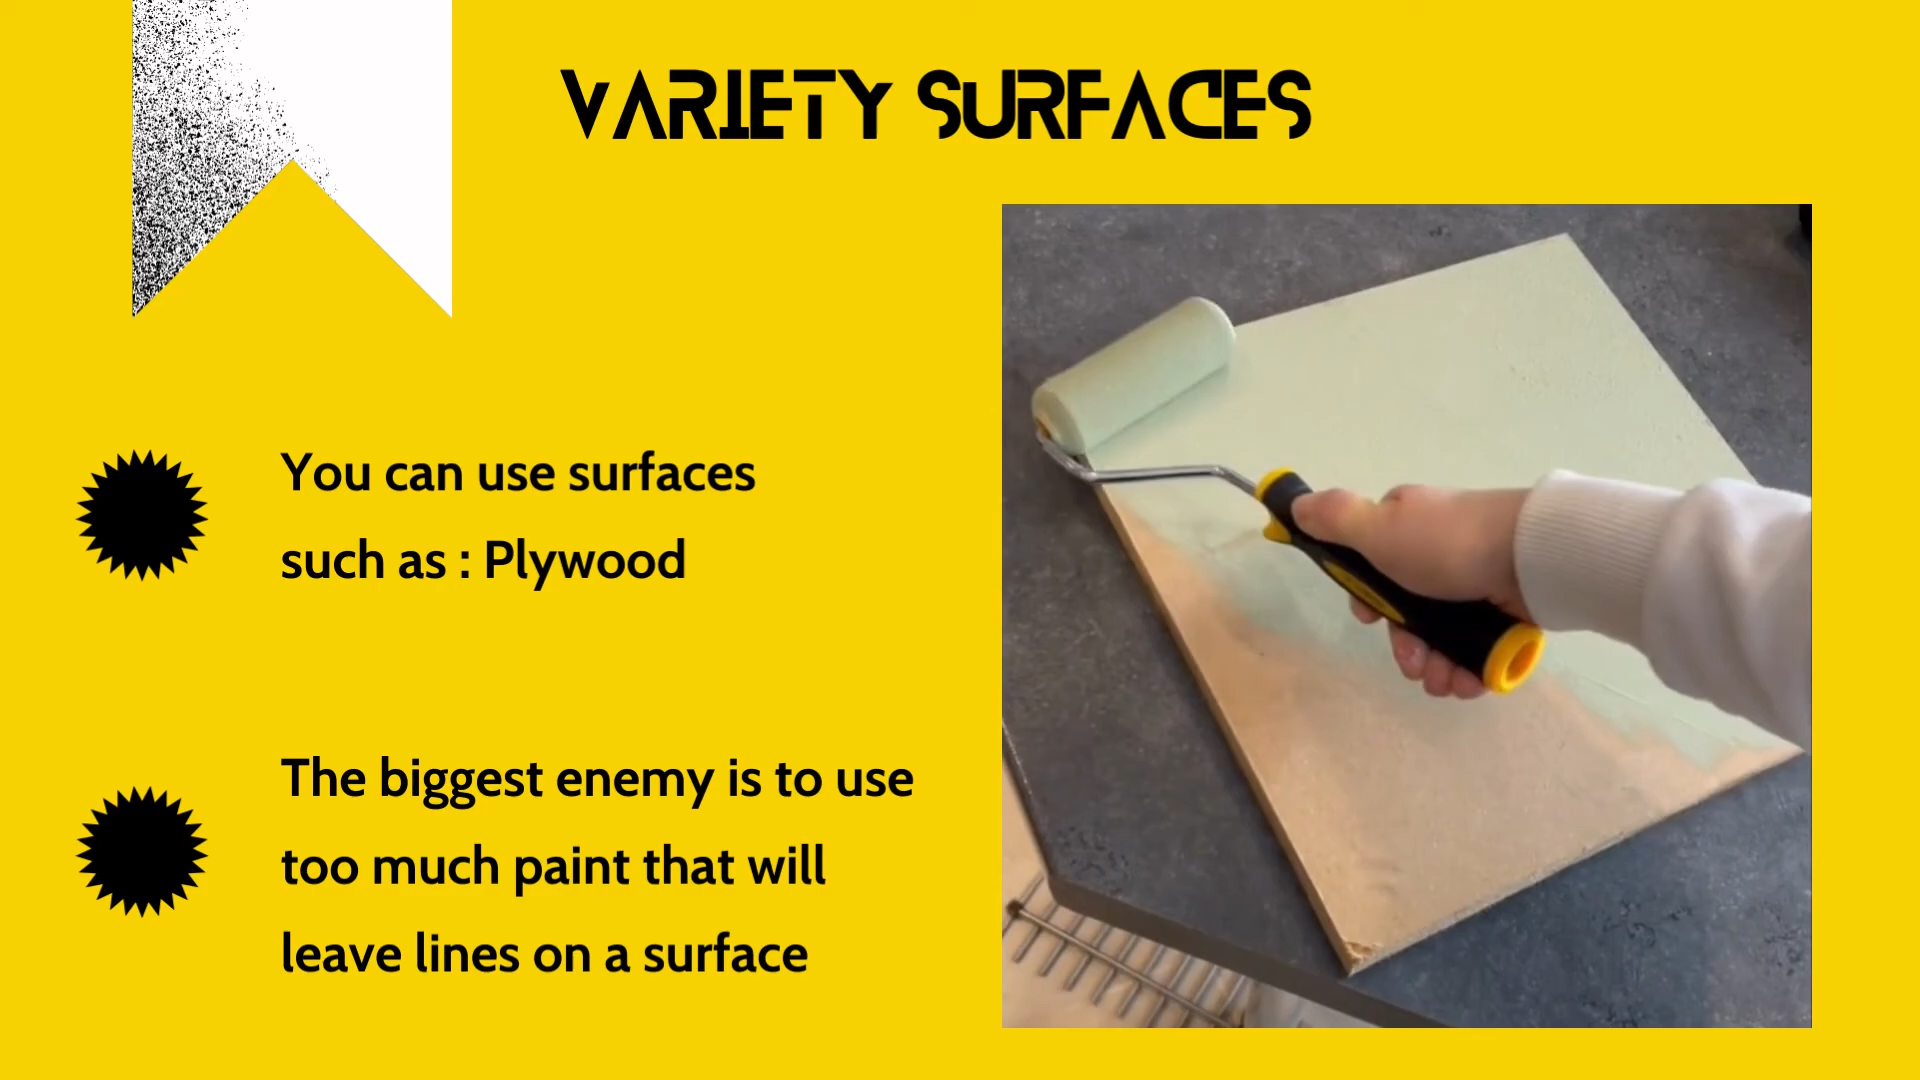 VARIETY SURFACES
You can use surfaces
such as : Plywood
The biggest enemy is to use
too much paint that will
leave lines on a surface